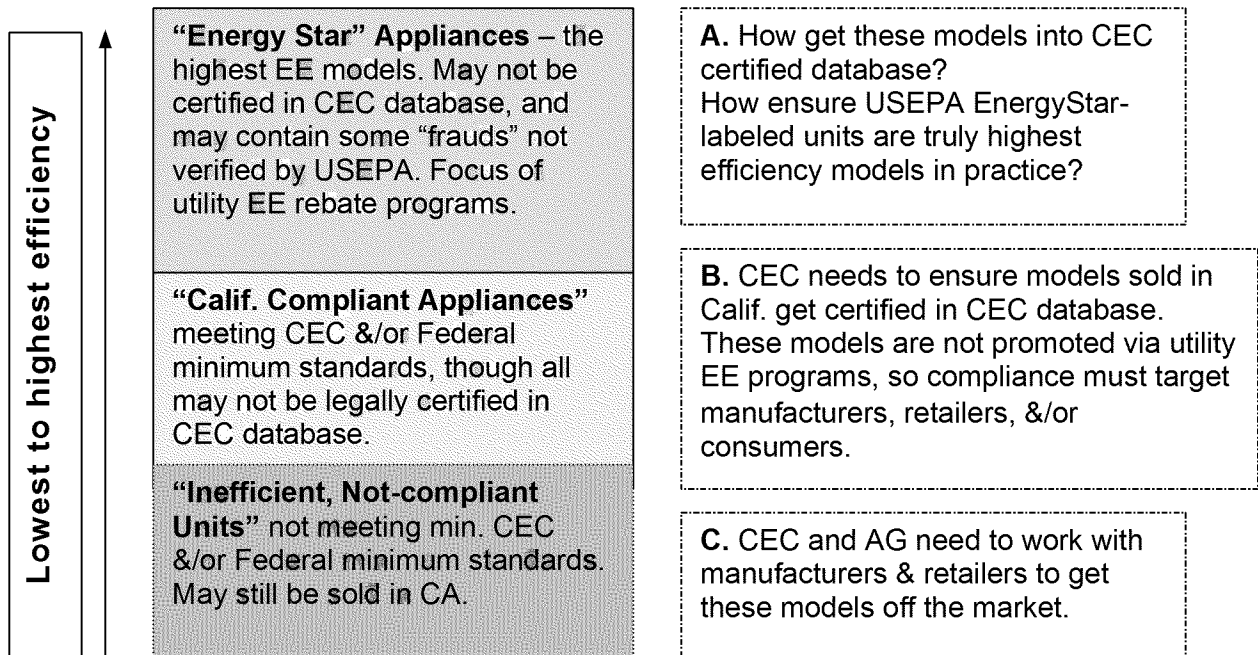 Lowest to highest efficiency
“Energy Star” Appliances – the
highest EE models. May not be
certified in CEC database, and
may contain some “frauds” not
verified by USEPA. Focus of
utility EE rebate programs.
“Calif. Compliant Appliances”
meeting CEC &/or Federal
minimum standards, though all
may not be legally certified in
CEC database.
“Inefficient, Not-compliant
Units” not meeting min. CEC
&/or Federal minimum standards.
May still be sold in CA.
A. How get these models into CEC
certified database?
How ensure USEPA EnergyStar-
labeled units are truly highest
efficiency models in practice?
B. CEC needs to ensure models sold in
Calif. get certified in CEC database.
These models are not promoted via utility
EE programs, so compliance must target
manufacturers, retailers, &/or
consumers.
C. CEC and AG need to work with
manufacturers & retailers to get
these models off the market.